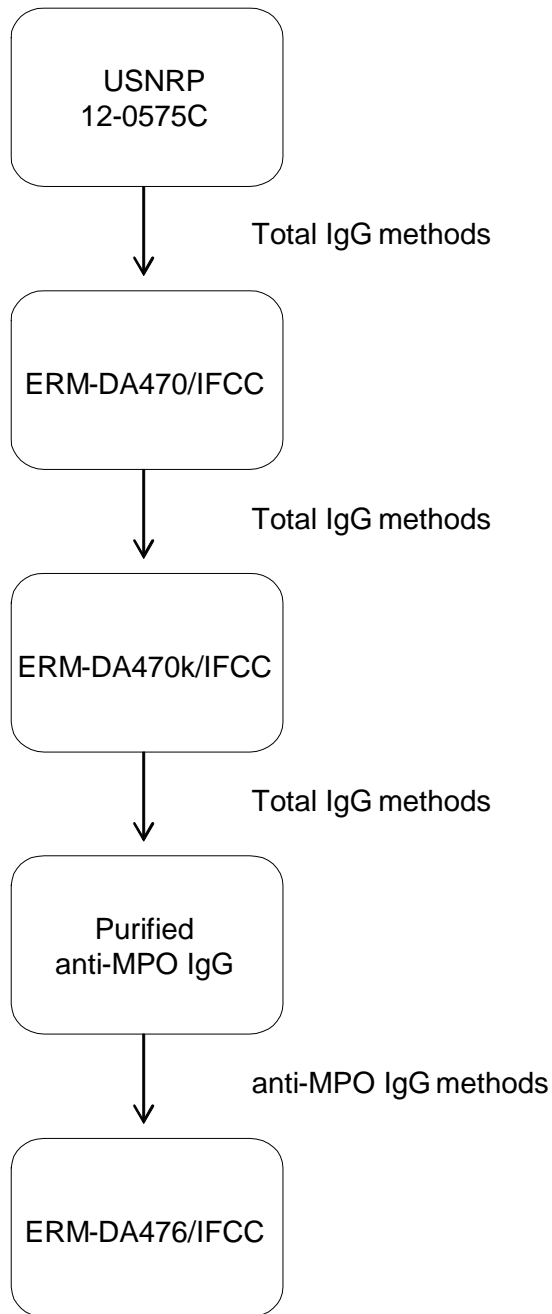 USNRP
12-0575C
Total IgG methods
ERM-DA470/IFCC
Total IgG methods
ERM-DA470k/IFCC
Total IgG methods
Purified
anti-MPO IgG
anti-MPO IgG methods
ERM-DA476/IFCC